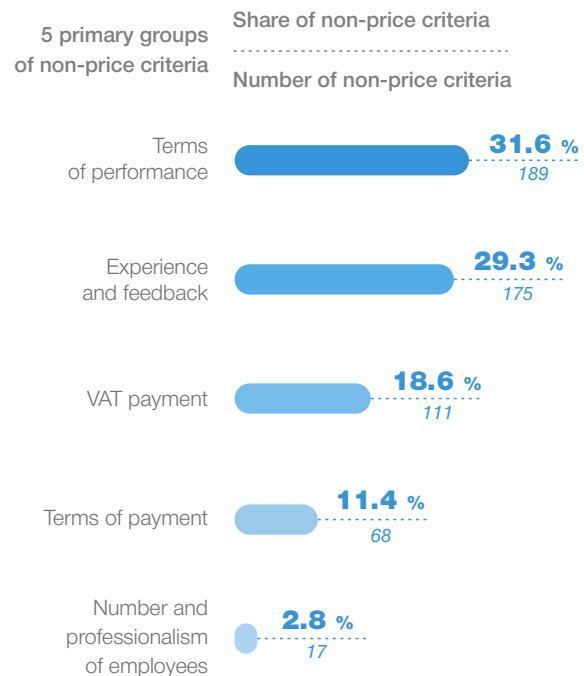 5 primary groups
of non-price criteria
Share of non-price criteria
Number of non-price criteria
Terms
of performance
31.6 %
189
Experience
and feedback
29.3 %
175
VAT payment
18.6 %
111
Terms of payment
11.4 %
68
Number and
professionalism
of employees
2.8 %
17